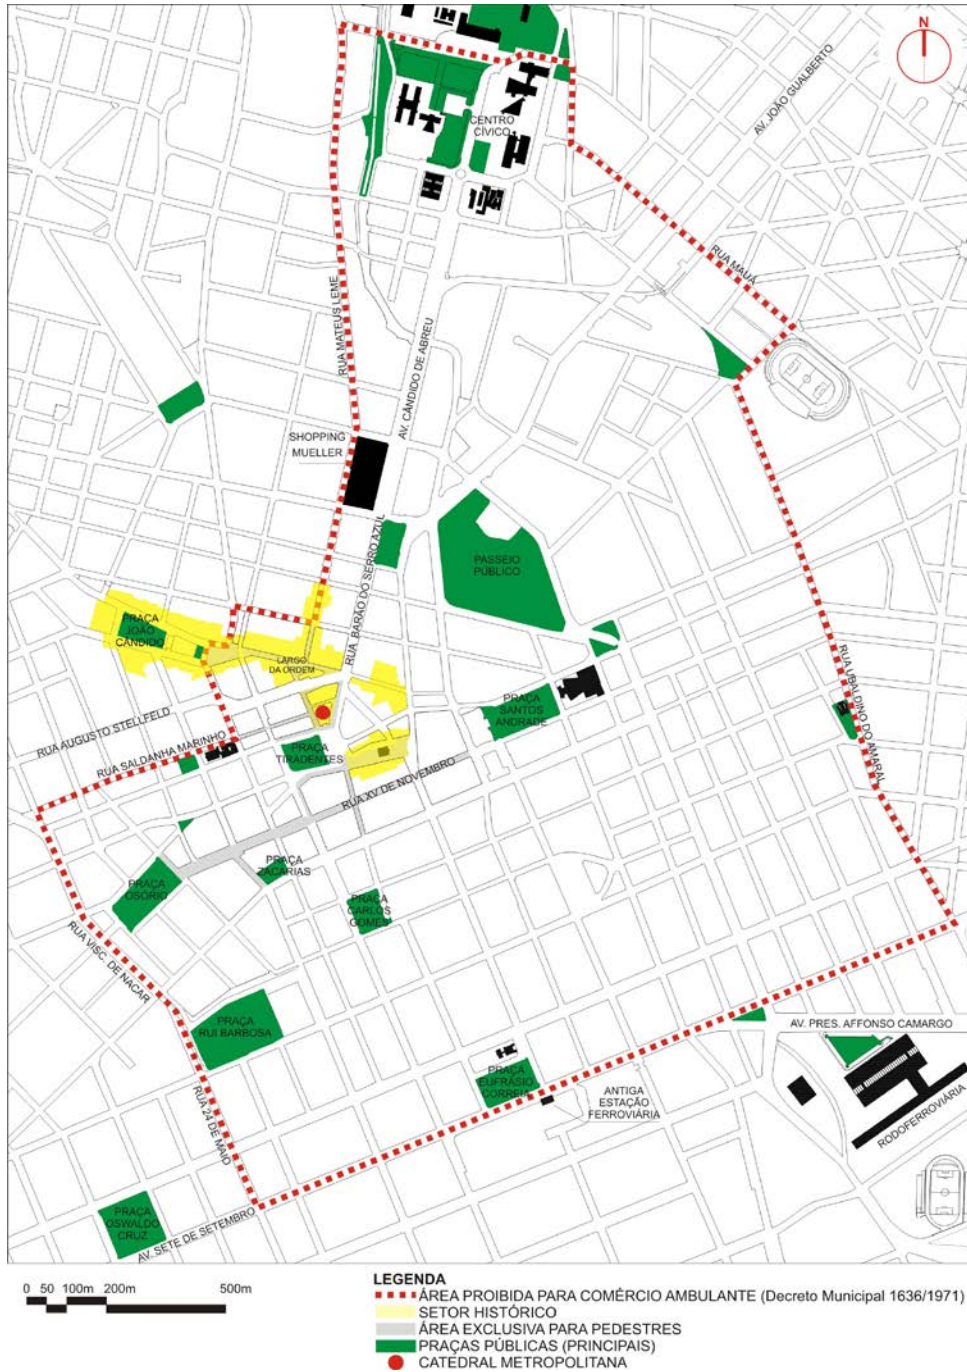 N
AV. JOÃO GUALBERTO
CENTRO
CÍVICO
RUA MAUÁ
RUA MATEUS LEME
AV. CÂNDIDO DE ABREU
SHOPPING
MUELLER
RUA BARÃO DO SERRO AZUL
PASSEIO
PÚBLICO
PRAÇA
JOÃO
CÂNDIDO
LARGO
DA ORDEM
RUA UBALDINO DO AMARAL
PRAÇA
SANTOS
ANDRADE
RUA AUGUSTO STELLFELD
RUA SALDANHA MARINHO
PRAÇA
TIRADENTES
RUA XV DE NOVEMBRO
PRAÇA
ZACARIAS
PRAÇA
OSÓRIO
PRAÇA
CARLOS
GOMES
RUA VISC. DE NACAR
PRAÇA
RUI BARBOSA
AV. PRES. AFFONSO CAMARGO
PRAÇA
EUFRÁSIO
CORREIA
ANTIGA
ESTAÇÃO
FERROVIÁRIA
RODOFERROVIÁRIA
RUA 24 DE MAIO
PRAÇA
OSWALDO
CRUZ
AV. SETE DE SETEMBRO
0 50 100m 200m 500m
LEGENDA
ÁREA PROIBIDA PARA COMÉRCIO AMBULANTE (Decreto Municipal 1636/1971)
SETOR HISTÓRICO
ÁREA EXCLUSIVA PARA PEDESTRES
PRAÇAS PÚBLICAS (PRINCIPAIS)
CATEDRAL METROPOLITANA